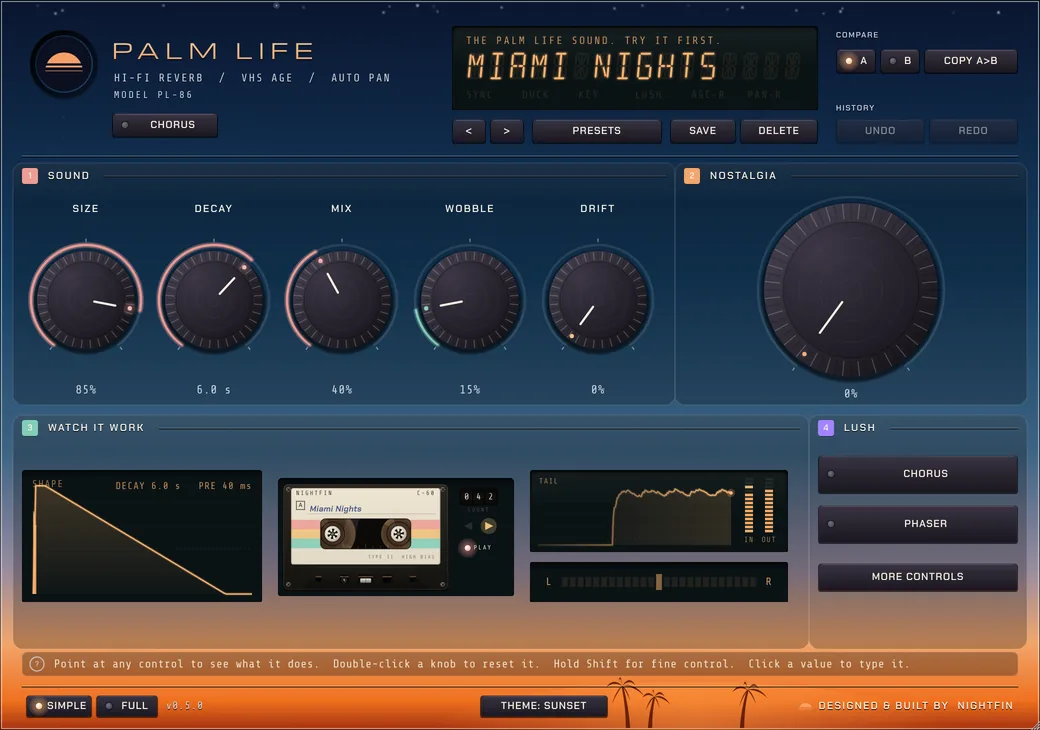 PALM LIFE
HI-FI REVERB / VHS AGE / AUTO PAN
MODEL PL-86
CHORUS
THE PALM LIFE SOUND. TRY IT FIRST.
MIAMI NIGHTS
SYNC DUCK KEY LUSH AGC-R PAN-R
< > PRESETS SAVE DELETE
COMPARE
A B COPY A>B
HISTORY
UNDO REDO
1 SOUND
SIZE DECAY MIX WOBBLE DRIFT
85% 6.0 s 40% 15% 0%
2 NOSTALGIA
0%
3 WATCH IT WORK
SHAPE DECAY 6.0 s PRE 40 ms
NIGHTFIN C-60
A Miami Nights
TYPE II HIGH BIAS
0 4 2
COUNT
PLAY
TAIL
IN OUT
L R
4 LUSH
CHORUS
PHASER
MORE CONTROLS
? Point at any control to see what it does. Double-click a knob to reset it. Hold Shift for fine control. Click a value to type it.
SIMPLE FULL v0.5.0
THEME: SUNSET
DESIGNED & BUILT BY NIGHTFIN